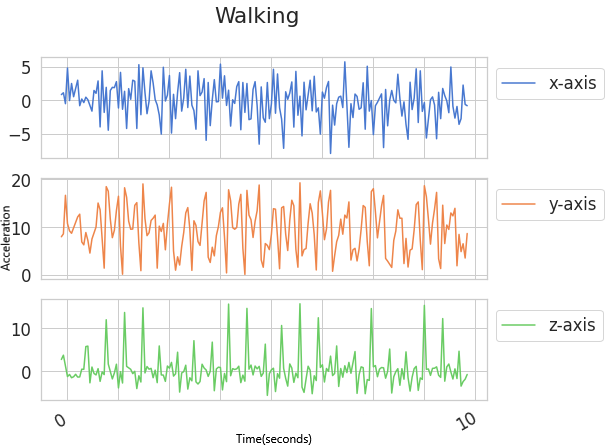 Walking
5
0
−5
x-axis
20
10
0
Acceleration
y-axis
10
0
z-axis
0
10
Time(seconds)